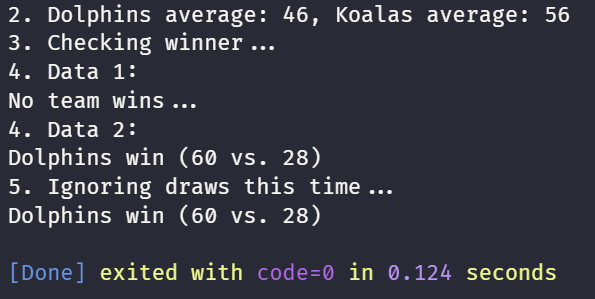 2. Dolphins average: 46, Koalas average: 56
3. Checking winner...
4. Data 1:
No team wins...
4. Data 2:
Dolphins win (60 vs. 28)
5. Ignoring draws this time...
Dolphins win (60 vs. 28)
[Done] exited with code=0 in 0.124 seconds